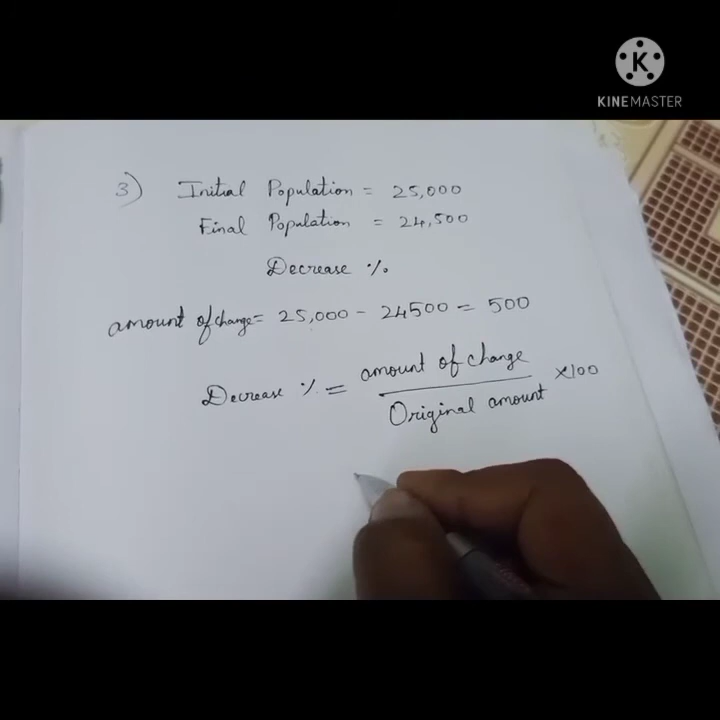 KINEMASTER
3) Initial Population = 25,000
Final Population = 24,500
Decrease %
amount of change = 25,000 - 24500 = 500
Decrease % = amount of change / Original amount ×100